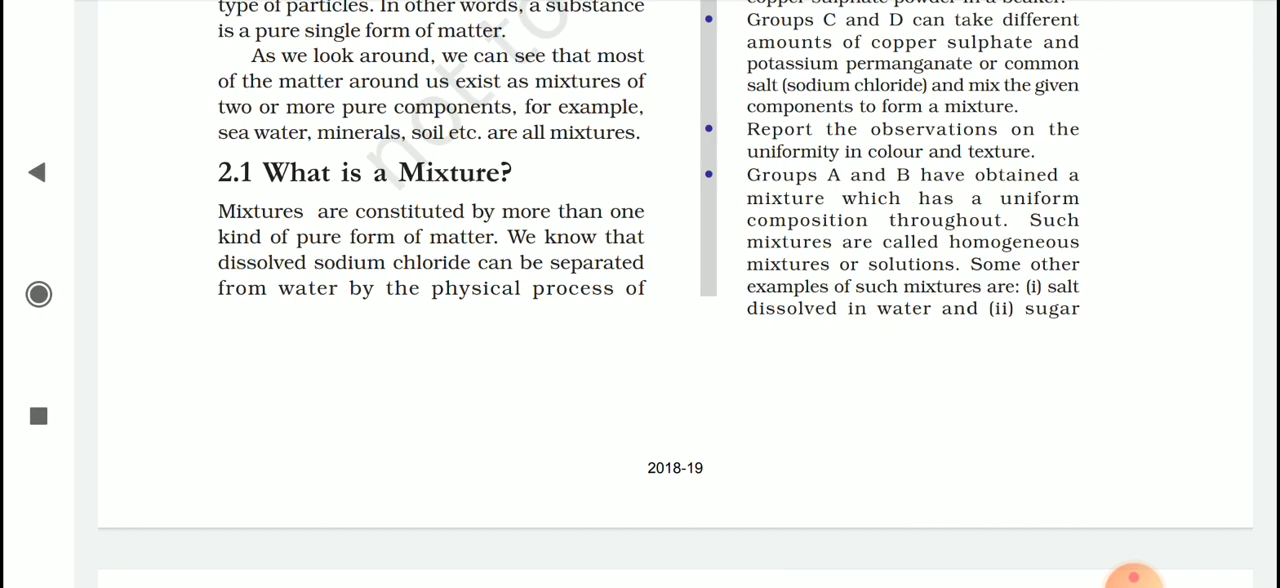 type of particles. In other words, a substance
is a pure single form of matter.
As we look around, we can see that most
of the matter around us exist as mixtures of
two or more pure components, for example,
sea water, minerals, soil etc. are all mixtures.
2.1 What is a Mixture?
Mixtures are constituted by more than one
kind of pure form of matter. We know that
dissolved sodium chloride can be separated
from water by the physical process of
copper sulphate powder in a beaker.
• Groups C and D can take different
amounts of copper sulphate and
potassium permanganate or common
salt (sodium chloride) and mix the given
components to form a mixture.
• Report the observations on the
uniformity in colour and texture.
• Groups A and B have obtained a
mixture which has a uniform
composition throughout. Such
mixtures are called homogeneous
mixtures or solutions. Some other
examples of such mixtures are: (i) salt
dissolved in water and (ii) sugar
not to
2018-19